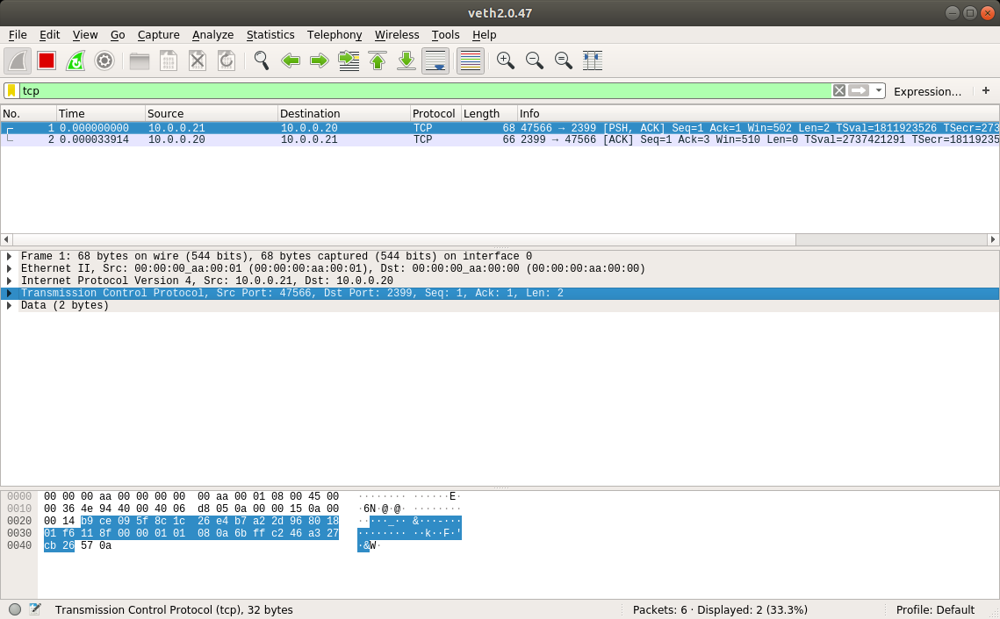 veth2.0.47
File Edit View Go Capture Analyze Statistics Telephony Wireless Tools Help
tcp Expression… +
No. Time Source Destination Protocol Length Info
1 0.000000000 10.0.0.21 10.0.0.20 TCP 68 47566 → 2399 [PSH, ACK] Seq=1 Ack=1 Win=502 Len=2 TSval=1811923526 TSecr=273
2 0.000033914 10.0.0.20 10.0.0.21 TCP 66 2399 → 47566 [ACK] Seq=1 Ack=3 Win=510 Len=0 TSval=2737421291 TSecr=18119235
Frame 1: 68 bytes on wire (544 bits), 68 bytes captured (544 bits) on interface 0
Ethernet II, Src: 00:00:00_aa:00:01 (00:00:00:aa:00:01), Dst: 00:00:00_aa:00:00 (00:00:00:aa:00:00)
Internet Protocol Version 4, Src: 10.0.0.21, Dst: 10.0.0.20
Transmission Control Protocol, Src Port: 47566, Dst Port: 2399, Seq: 1, Ack: 1, Len: 2
Data (2 bytes)
0000 00 00 00 aa 00 00 00 00 00 aa 00 01 08 00 45 00 ········ ······E·
0010 00 36 4e 94 40 00 40 06 d8 05 0a 00 00 15 0a 00 ·6N·@·@· ········
0020 00 14 b9 ce 09 5f 8c 1c 26 e4 b7 a2 2d 96 80 18 ·····_·· &···-···
0030 01 f6 11 8f 00 00 01 01 08 0a 6b ff c2 46 a3 27 ········ ··k··F·'
0040 cb 26 57 0a ·&W·
Transmission Control Protocol (tcp), 32 bytes Packets: 6 · Displayed: 2 (33.3%) Profile: Default